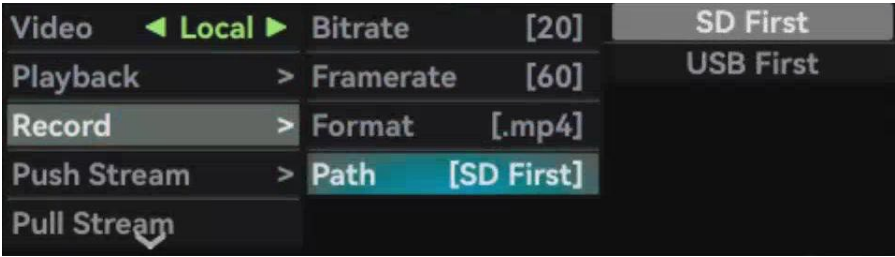 Video ◀ Local ▶
Playback >
Record >
Push Stream >
Pull Stream
Bitrate [20]
Framerate [60]
Format [.mp4]
Path [SD First]
SD First
USB First